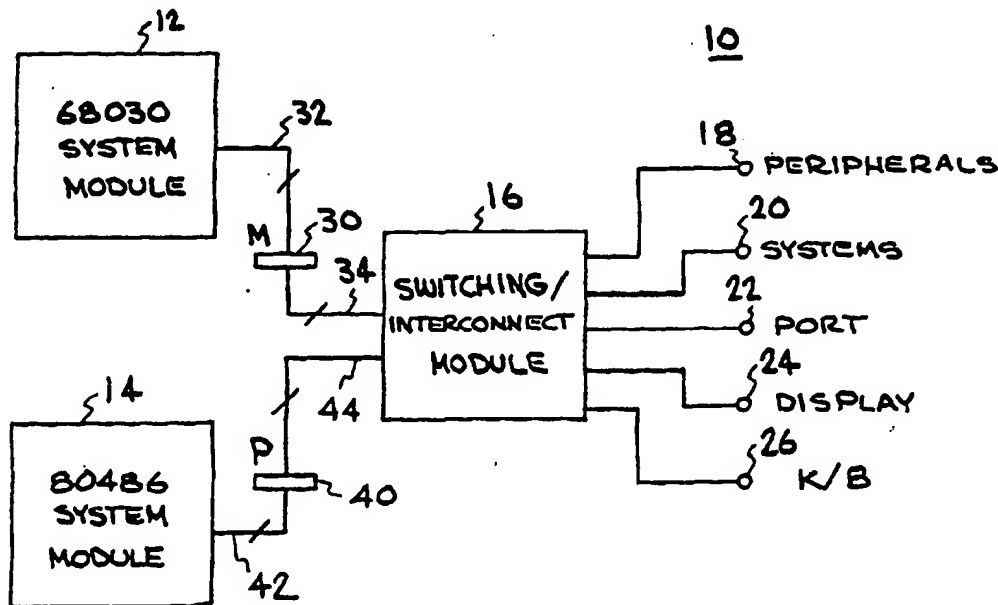 12
10
68030
SYSTEM
MODULE
32
18
PERIPHERALS
16
30
M
20
SYSTEMS
34
SWITCHING/
INTERCONNECT
MODULE
22
PORT
24
DISPLAY
14
44
P
26
K/B
80486
SYSTEM
MODULE
40
42